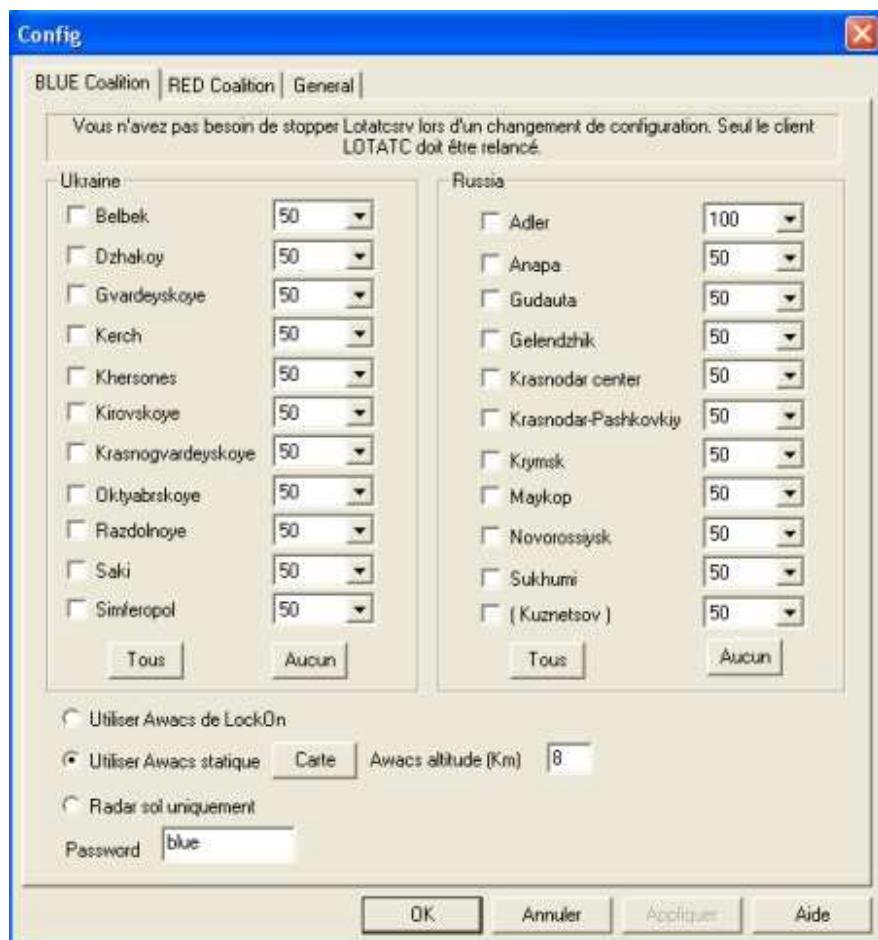 Config
BLUE Coalition
RED Coalition
General
Vous n'avez pas besoin de stopper Lotatcsrv lors d'un changement de configuration. Seul le client
LOTATC doit être relancé.
Ukraine
Belbek 50
Dzhakoy 50
Gvardeyskoye 50
Kerch 50
Khersones 50
Kirovskoye 50
Krasnogvardeyskoye 50
Oktyabrskoye 50
Razdolnoye 50
Saki 50
Simferopol 50
Tous Aucun
Russia
Adler 100
Anapa 50
Gudauta 50
Gelendzhik 50
Krasnodar center 50
Krasnodar-Pashkovkiy 50
Krymsk 50
Maykop 50
Novorossiysk 50
Sukhumi 50
( Kuznetsov ) 50
Tous Aucun
Utiliser Awacs de LockOn
Utiliser Awacs statique Carte Awacs altitude (Km) 8
Radar sol uniquement
Password blue
OK Annuler Appliquer Aide